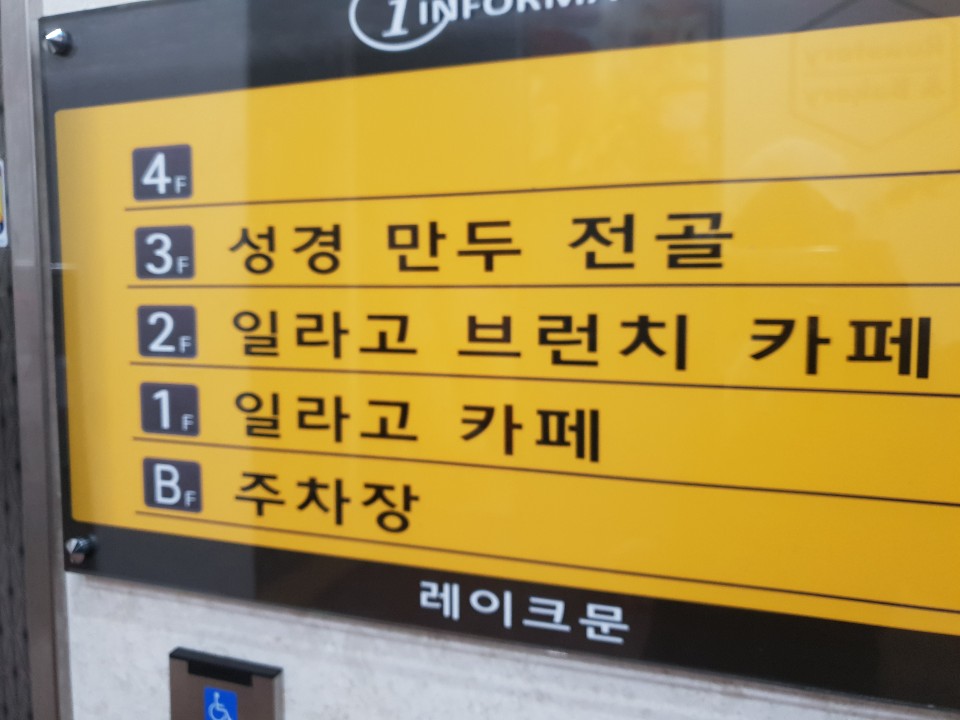 i INFORMA
4F
3F 성경 만두 전골
2F 일라고 브런치 카페
1F 일라고 카페
BF 주차장
레이크문